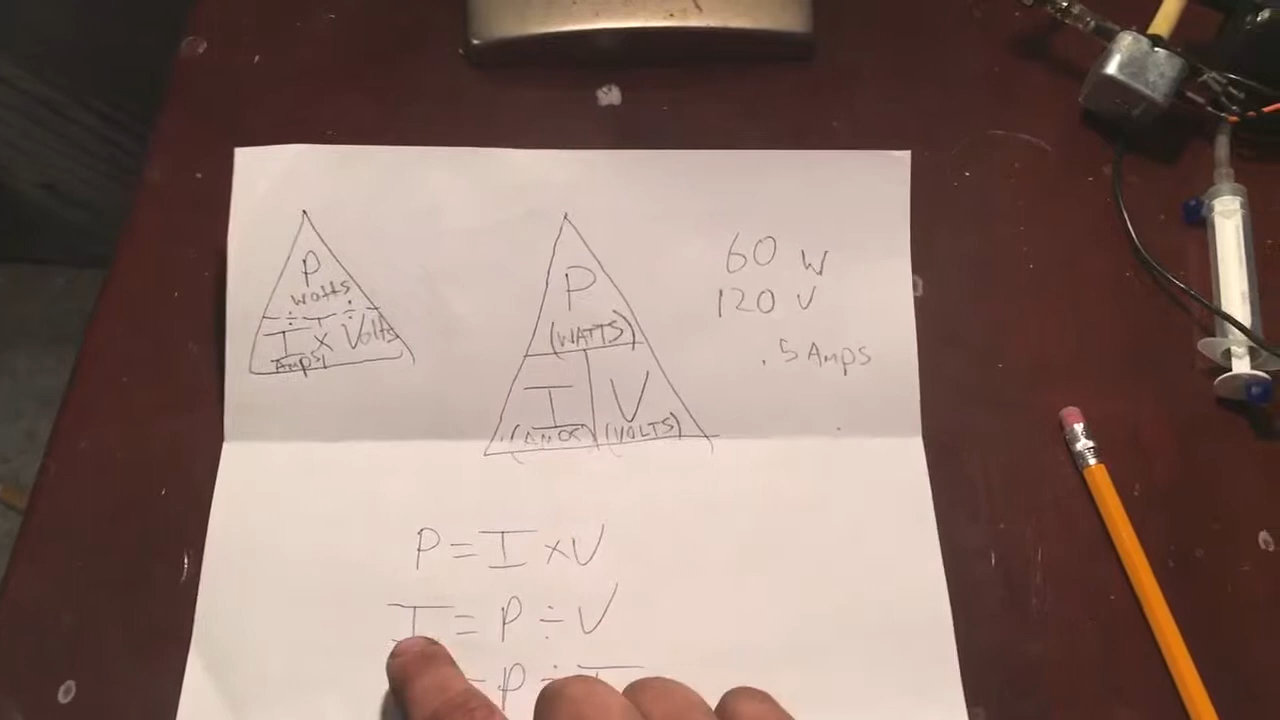 P
Watts
÷ ÷
I x Volts
Amps
P
(WATTS)
I V
(AMPS) (VOLTS)
60 W
120 V
.5 Amps
P = I x V
I = P ÷ V
= P ÷ I